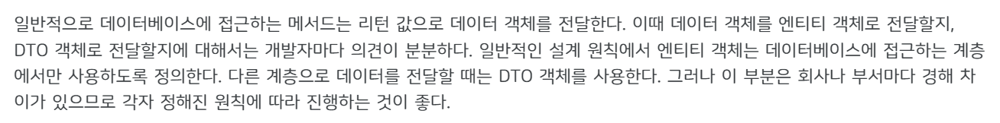 일반적으로 데이터베이스에 접근하는 메서드는 리턴 값으로 데이터 객체를 전달한다. 이때 데이터 객체를 엔티티 객체로 전달할지,
DTO 객체로 전달할지에 대해서는 개발자마다 의견이 분분하다. 일반적인 설계 원칙에서 엔티티 객체는 데이터베이스에 접근하는 계층
에서만 사용하도록 정의한다. 다른 계층으로 데이터를 전달할 때는 DTO 객체를 사용한다. 그러나 이 부분은 회사나 부서마다 경해 차
이가 있으므로 각자 정해진 원칙에 따라 진행하는 것이 좋다.